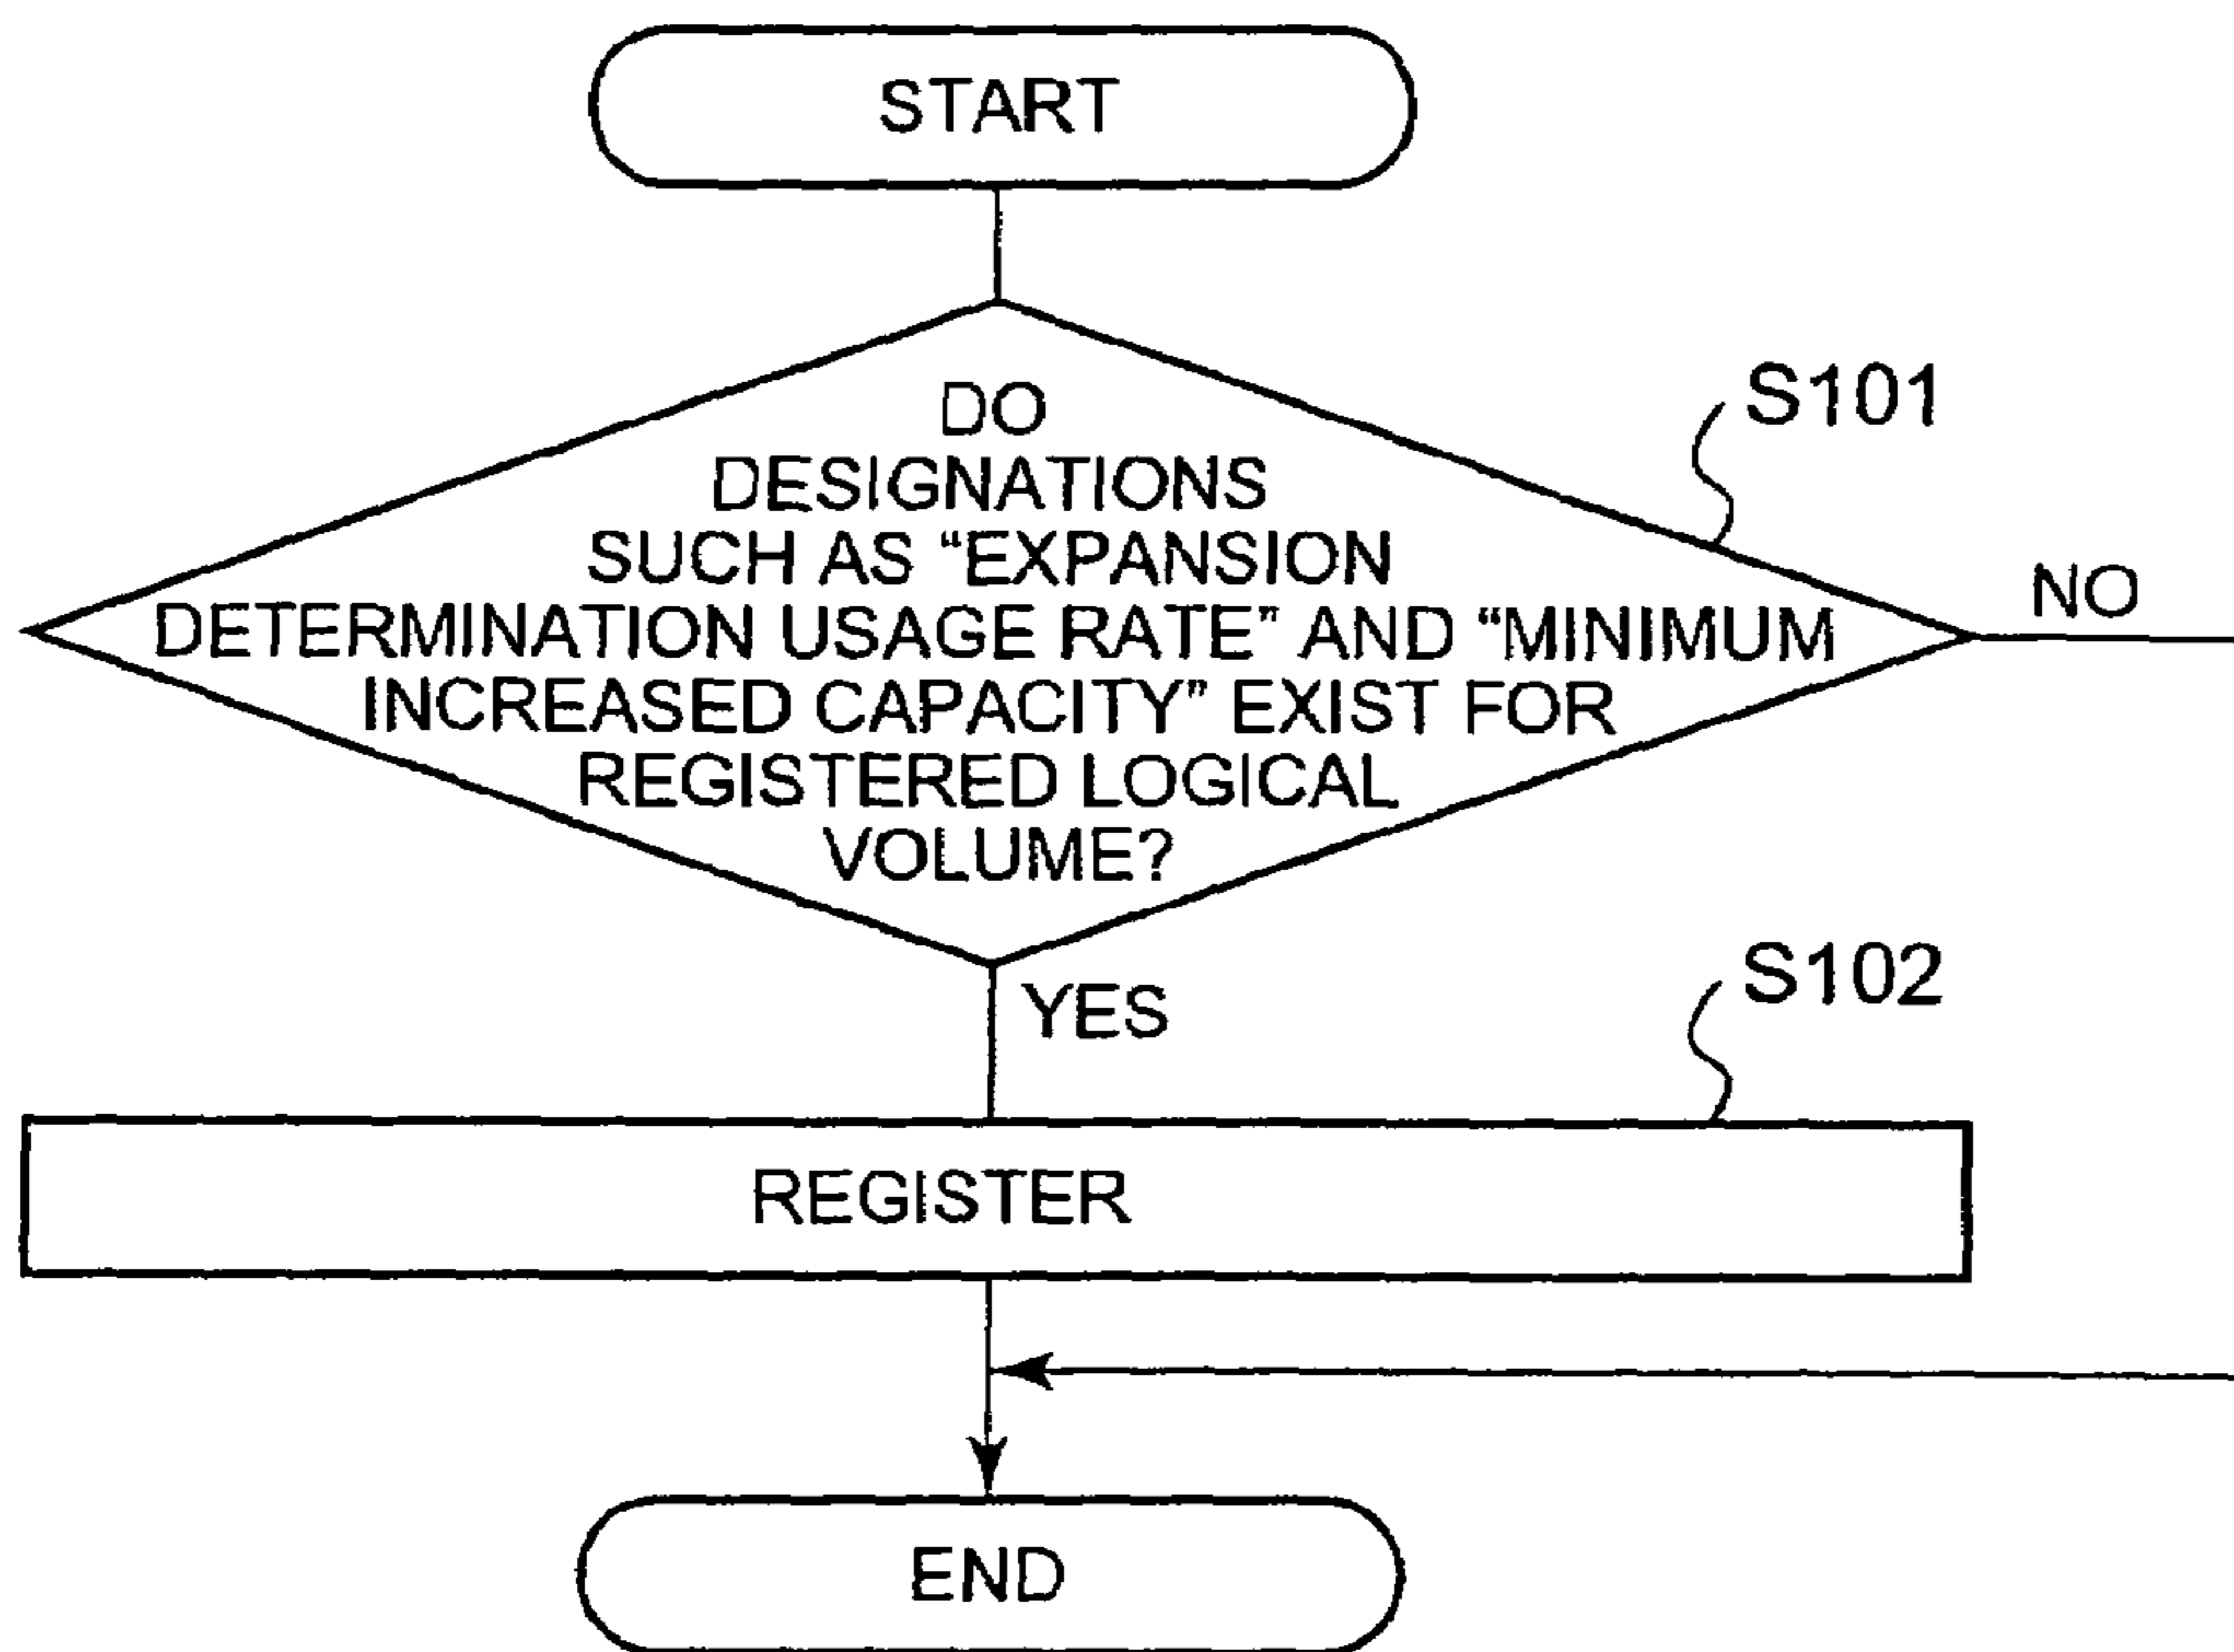 START
DO
DESIGNATIONS
SUCH AS “EXPANSION
DETERMINATION USAGE RATE” AND “MINIMUM
INCREASED CAPACITY” EXIST FOR
REGISTERED LOGICAL
VOLUME?
S101
NO
YES
S102
REGISTER
END